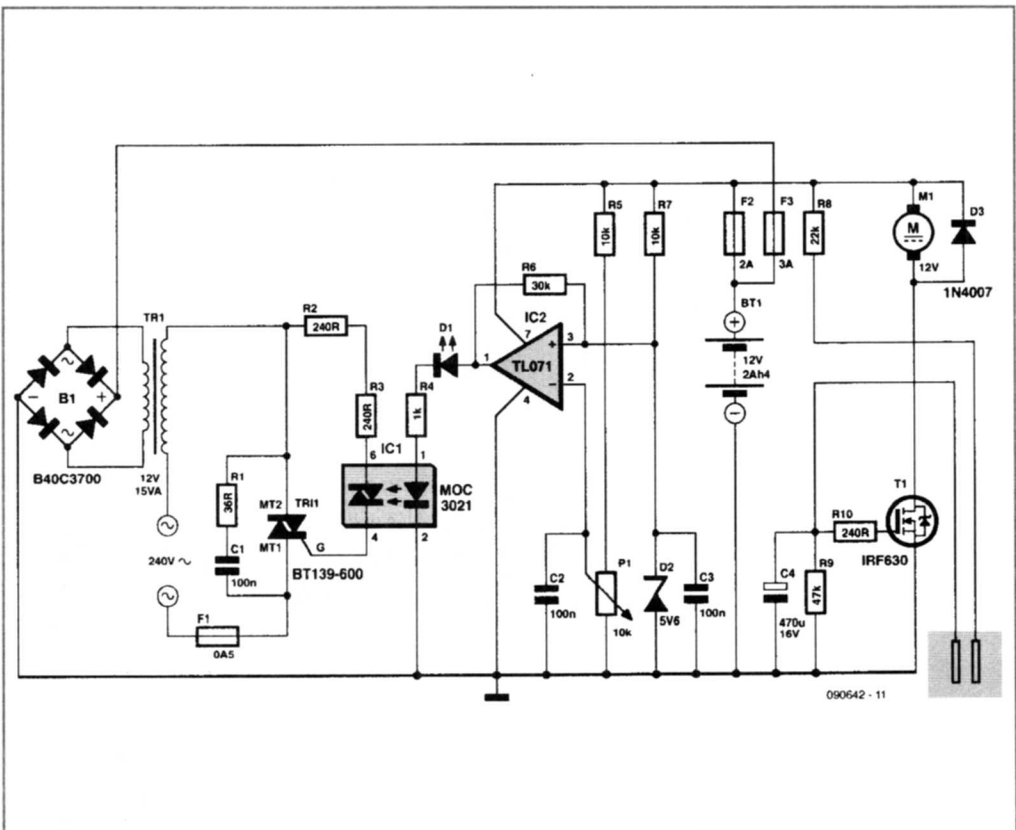 TR1
B1
~
~
−
+
B40C3700
12V
15VA
240V ~
~
~
F1
0A5
R1
36R
C1
100n
R2
240R
R3
240R
MT2
TRI1
MT1
G
BT139-600
IC1
6
1
4
2
MOC
3021
D1
R4
1k
R6
30k
IC2
TL071
7
1
4
3
2
+
−
R5
10k
R7
10k
F2
2A
F3
3A
R8
22k
M1
M
12V
D3
1N4007
BT1
+
12V
2Ah4
−
C2
100n
P1
10k
D2
5V6
C3
100n
C4
470u
16V
R9
47k
R10
240R
T1
IRF630
090642 - 11